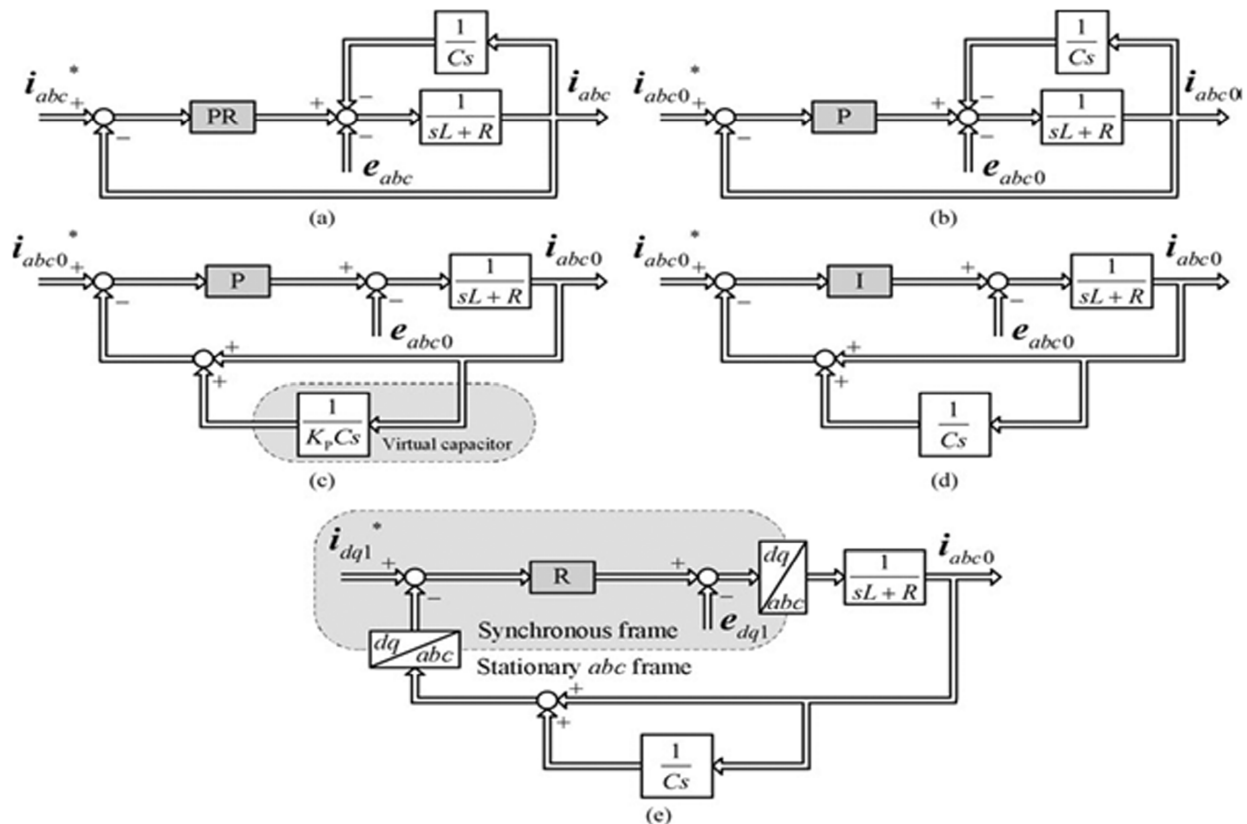 1
Cs
i_abc*
+
−
PR
+
−
−
1
sL + R
i_abc
e_abc
(a)
1
Cs
i_abc0*
+
−
P
+
−
−
1
sL + R
i_abc0
e_abc0
(b)
i_abc0*
+
−
P
+
−
1
sL + R
i_abc0
e_abc0
+
+
1
K_P Cs
Virtual capacitor
(c)
i_abc0*
+
−
I
+
−
1
sL + R
i_abc0
e_abc0
+
+
1
Cs
(d)
i_dq1*
+
−
R
+
−
dq
abc
1
sL + R
i_abc0
e_dq1
Synchronous frame
dq
abc
Stationary abc frame
+
+
1
Cs
(e)